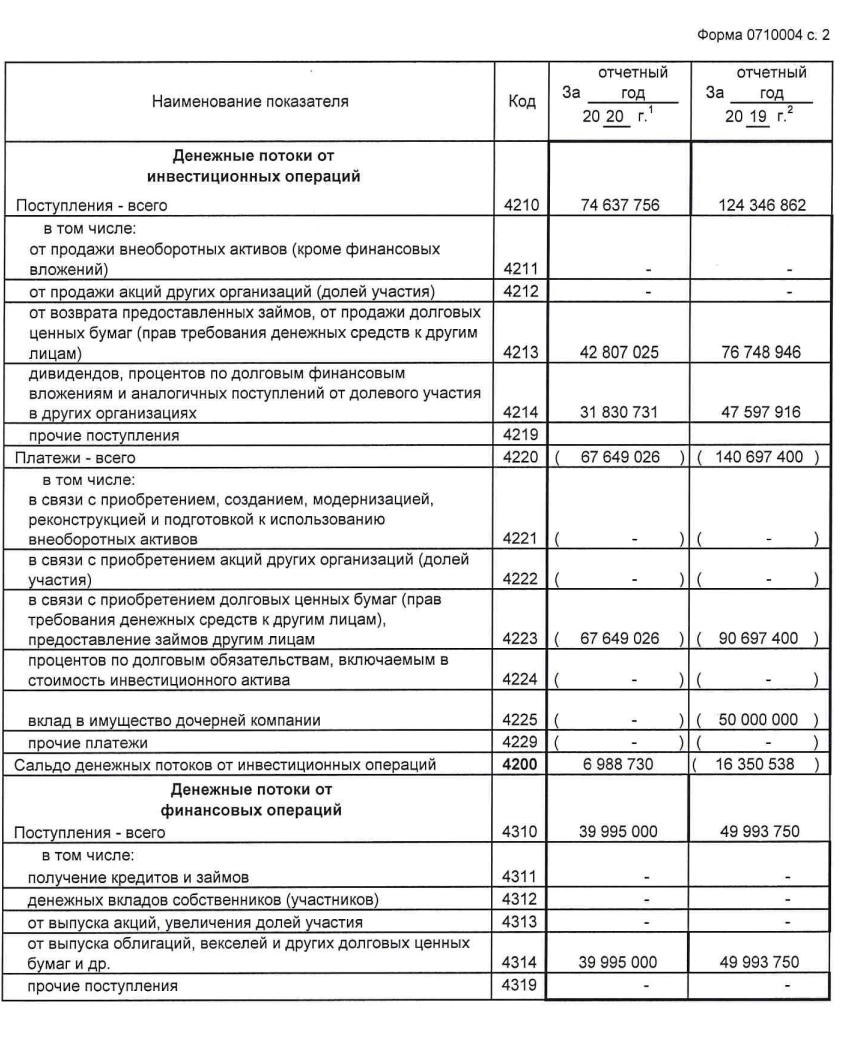 Форма 0710004 с. 2
Наименование показателя Код За отчетный год 20 20 г.1 За отчетный год 20 19 г.2
Денежные потоки от
инвестиционных операций
Поступления - всего 4210 74 637 756 124 346 862
в том числе:
от продажи внеоборотных активов (кроме финансовых
вложений) 4211 - -
от продажи акций других организаций (долей участия) 4212 - -
от возврата предоставленных займов, от продажи долговых
ценных бумаг (прав требования денежных средств к другим
лицам) 4213 42 807 025 76 748 946
дивидендов, процентов по долговым финансовым
вложениям и аналогичных поступлений от долевого участия
в других организациях 4214 31 830 731 47 597 916
прочие поступления 4219
Платежи - всего 4220 ( 67 649 026 ) ( 140 697 400 )
в том числе:
в связи с приобретением, созданием, модернизацией,
реконструкцией и подготовкой к использованию
внеоборотных активов 4221 ( - ) ( - )
в связи с приобретением акций других организаций (долей
участия) 4222 ( - ) ( - )
в связи с приобретением долговых ценных бумаг (прав
требования денежных средств к другим лицам),
предоставление займов другим лицам 4223 ( 67 649 026 ) ( 90 697 400 )
процентов по долговым обязательствам, включаемым в
стоимость инвестиционного актива 4224 ( - ) ( - )
вклад в имущество дочерней компании 4225 ( - ) ( 50 000 000 )
прочие платежи 4229 ( - ) ( - )
Сальдо денежных потоков от инвестиционных операций 4200 6 988 730 ( 16 350 538 )
Денежные потоки от
финансовых операций
Поступления - всего 4310 39 995 000 49 993 750
в том числе:
получение кредитов и займов 4311 - -
денежных вкладов собственников (участников) 4312 - -
от выпуска акций, увеличения долей участия 4313 - -
от выпуска облигаций, векселей и других долговых ценных
бумаг и др. 4314 39 995 000 49 993 750
прочие поступления 4319 - -